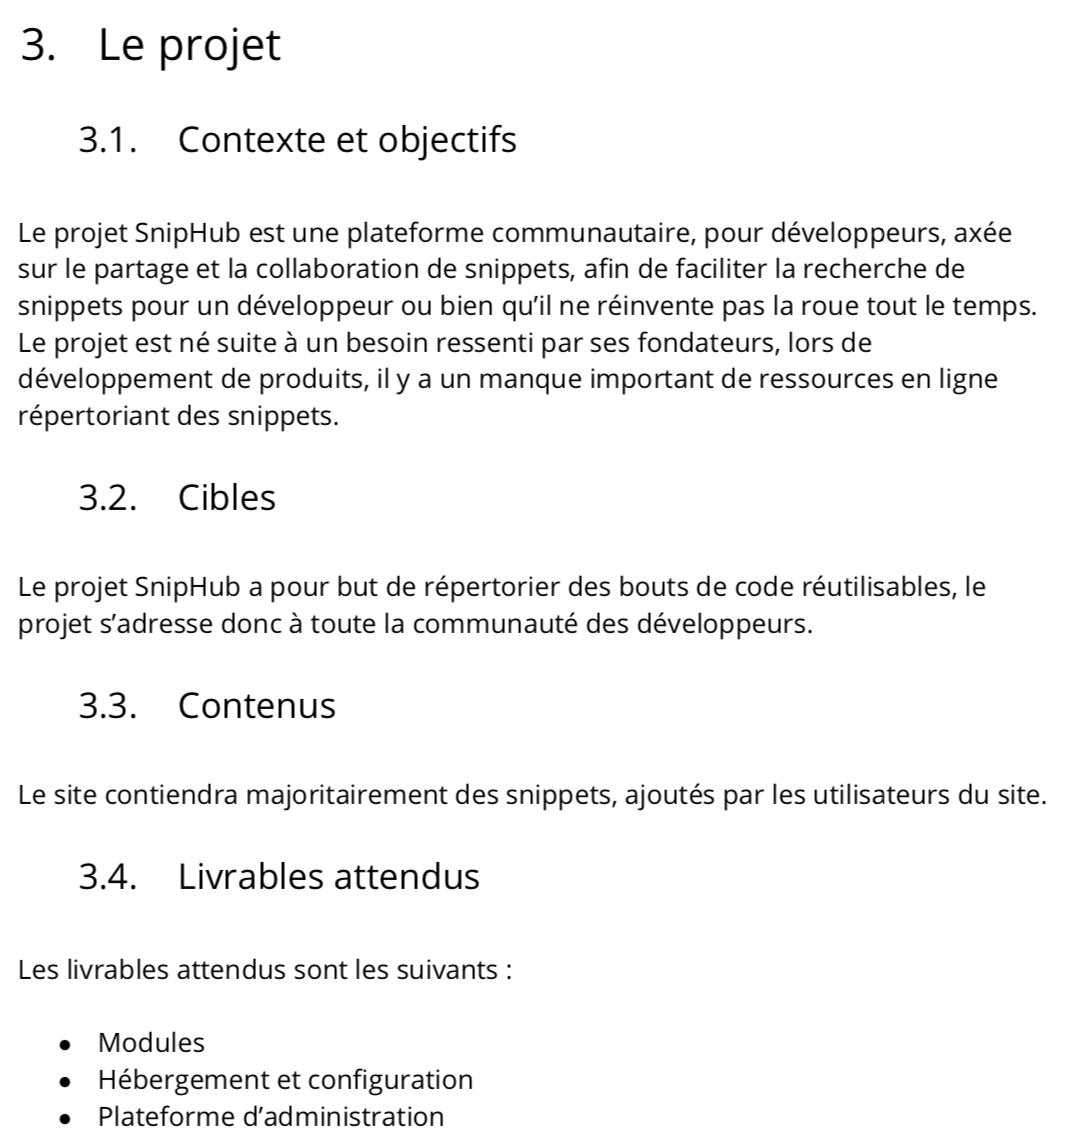 3. Le projet
3.1. Contexte et objectifs
Le projet SnipHub est une plateforme communautaire, pour développeurs, axée
sur le partage et la collaboration de snippets, afin de faciliter la recherche de
snippets pour un développeur ou bien qu’il ne réinvente pas la roue tout le temps.
Le projet est né suite à un besoin ressenti par ses fondateurs, lors de
développement de produits, il y a un manque important de ressources en ligne
répertoriant des snippets.
3.2. Cibles
Le projet SnipHub a pour but de répertorier des bouts de code réutilisables, le
projet s’adresse donc à toute la communauté des développeurs.
3.3. Contenus
Le site contiendra majoritairement des snippets, ajoutés par les utilisateurs du site.
3.4. Livrables attendus
Les livrables attendus sont les suivants :
● Modules
● Hébergement et configuration
● Plateforme d’administration